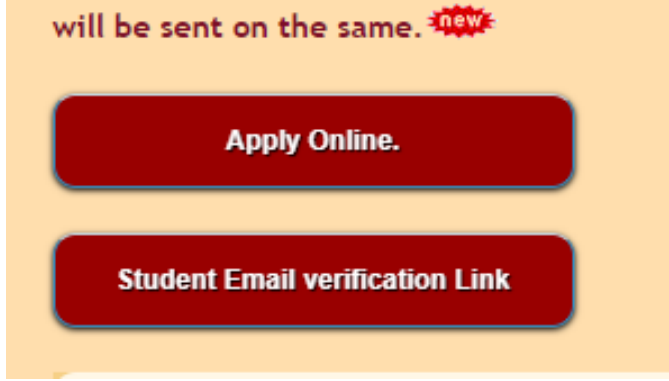 will be sent on the same. new
Apply Online.
Student Email verification Link